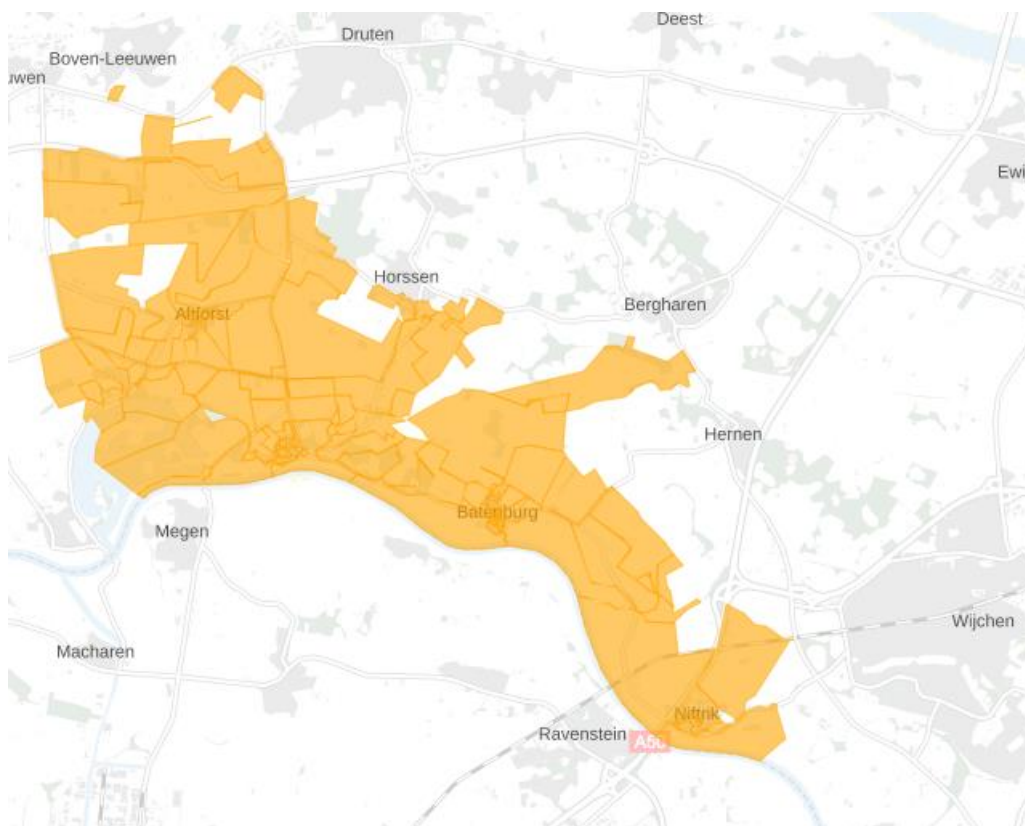 Deest
Druten
Boven-Leeuwen
uwen
Ewi
Horssen
Bergharen
Altforst
Hernen
Batenburg
Megen
Wijchen
Macharen
Niftrik
Ravenstein
A50